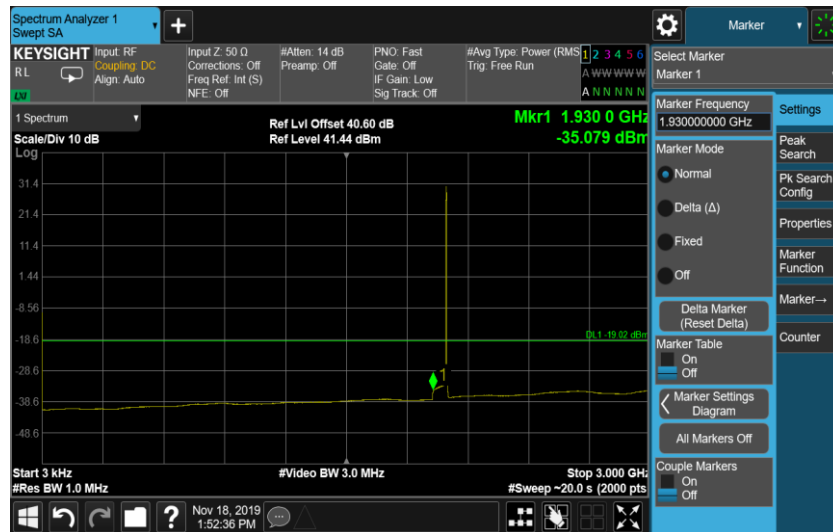 Spectrum Analyzer 1
Swept SA
Marker
KEYSIGHT
RL
LXI
Input: RF
Coupling: DC
Align: Auto
Input Z: 50 Ω
Corrections: Off
Freq Ref: Int (S)
NFE: Off
#Atten: 14 dB
Preamp: Off
PNO: Fast
Gate: Off
IF Gain: Low
Sig Track: Off
#Avg Type: Power (RMS
Trig: Free Run
1 2 3 4 5 6
A W W W W W
A N N N N N
Select Marker
Marker 1
1 Spectrum
Scale/Div 10 dB
Log
Ref Lvl Offset 40.60 dB
Ref Level 41.44 dBm
Mkr1 1.930 0 GHz
-35.079 dBm
31.4
21.4
11.4
1.44
-8.56
-18.6
-28.6
-38.6
-48.6
DL1 -19.02 dBm
1
Start 3 kHz
#Res BW 1.0 MHz
#Video BW 3.0 MHz
Stop 3.000 GHz
#Sweep ~20.0 s (2000 pts
Marker Frequency
1.930000000 GHz
Marker Mode
Normal
Delta (Δ)
Fixed
Off
Delta Marker
(Reset Delta)
Marker Table
On
Off
Marker Settings
Diagram
All Markers Off
Couple Markers
On
Off
Settings
Peak
Search
Pk Search
Config
Properties
Marker
Function
Marker→
Counter
?
Nov 18, 2019
1:52:36 PM